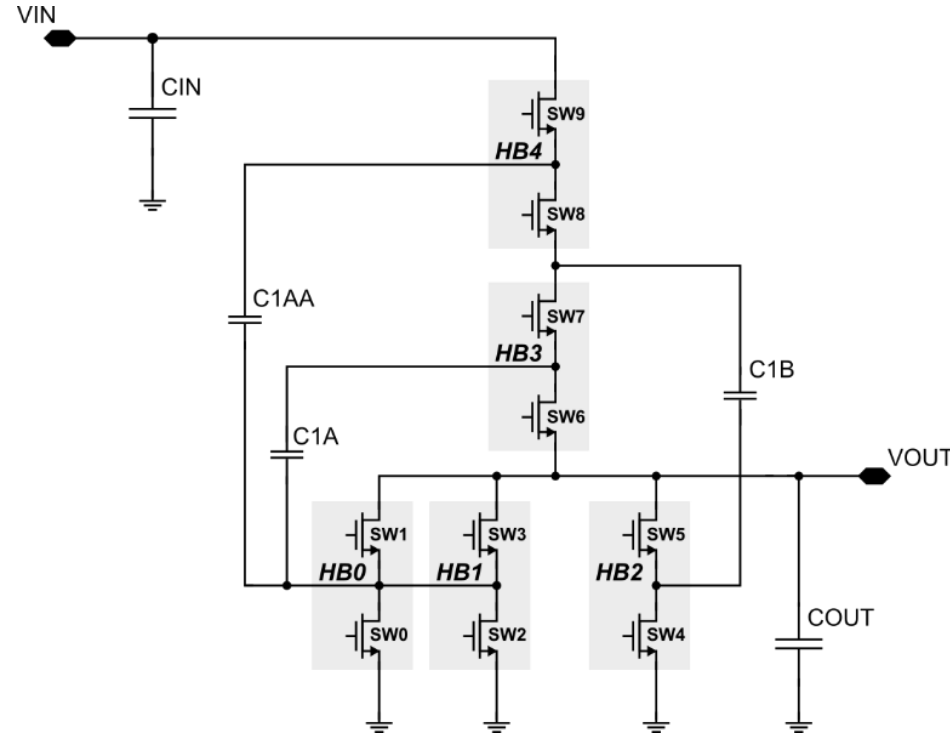 VIN
CIN
SW9
HB4
SW8
C1AA
SW7
HB3
C1B
SW6
C1A
VOUT
SW1
SW3
SW5
HB0
HB1
HB2
COUT
SW0
SW2
SW4